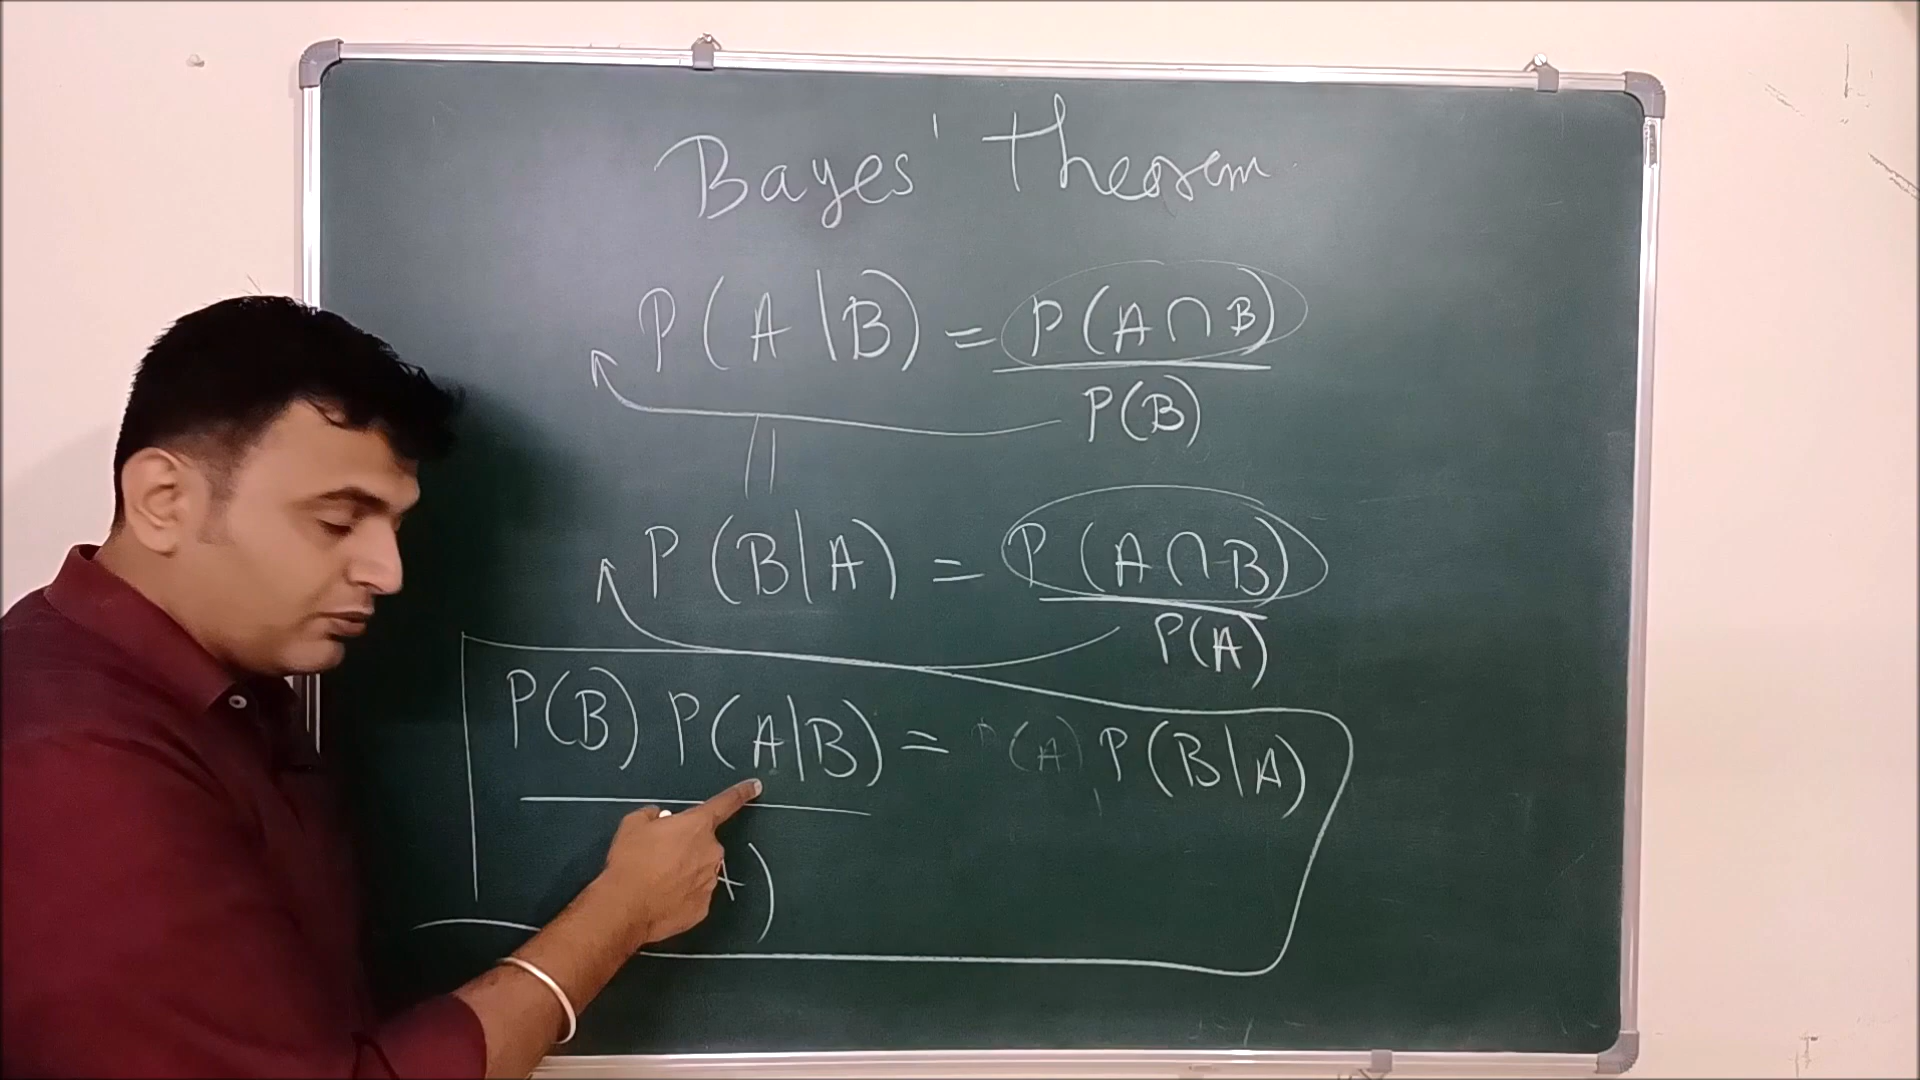 Bayes' Theorem
P(A|B) = P(A∩B)
P(B)
||
P(B|A) = P(A∩B)
P(A)
P(B) P(A|B) = (A) P(B|A)
A)